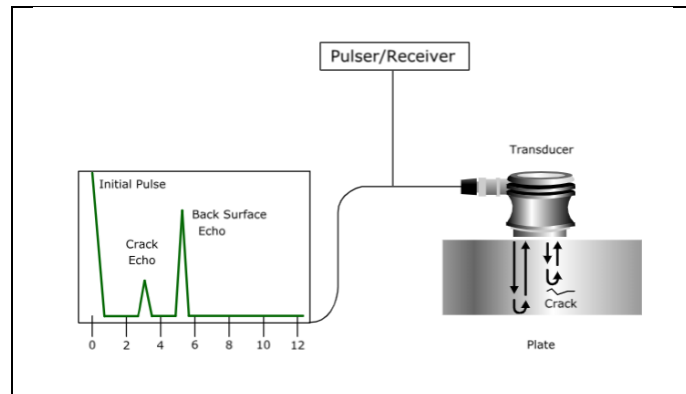 Pulser/Receiver
Transducer
Initial Pulse
Back Surface
Echo
Crack
Echo
Crack
0 2 4 6 8 10 12
Plate